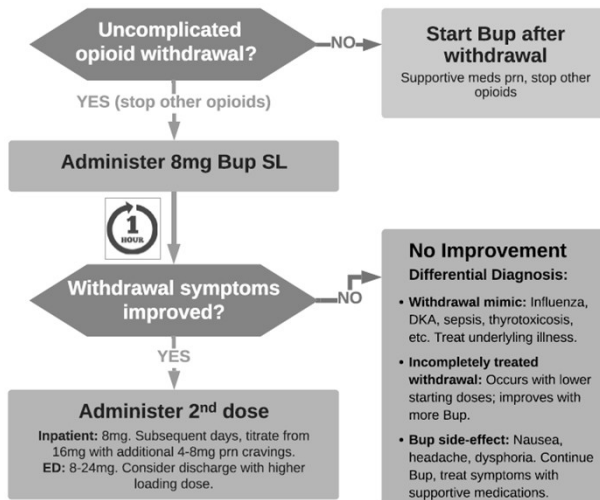 Uncomplicated
opioid withdrawal?
NO
Start Bup after
withdrawal
Supportive meds prn, stop other
opioids
YES (stop other opioids)
Administer 8mg Bup SL
1
HOUR
Withdrawal symptoms
improved?
NO
No Improvement
Differential Diagnosis:
• Withdrawal mimic: Influenza,
DKA, sepsis, thyrotoxicosis,
etc. Treat underlyling illness.
• Incompletely treated
withdrawal: Occurs with lower
starting doses; improves with
more Bup.
• Bup side-effect: Nausea,
headache, dysphoria. Continue
Bup, treat symptoms with
supportive medications.
YES
Administer 2nd dose
Inpatient: 8mg. Subsequent days, titrate from
16mg with additional 4-8mg prn cravings.
ED: 8-24mg. Consider discharge with higher
loading dose.